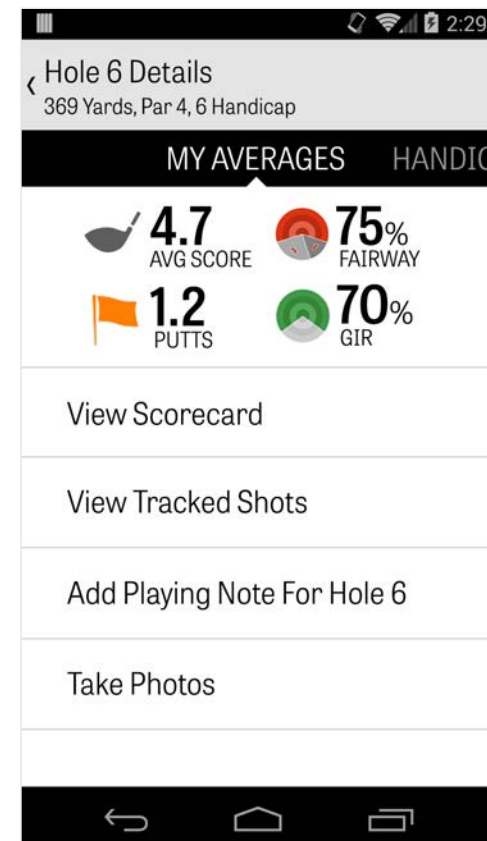 2:29
Hole 6 Details
369 Yards, Par 4, 6 Handicap
MY AVERAGES HANDIC
4.7 75%
AVG SCORE FAIRWAY
1.2 70%
PUTTS GIR
View Scorecard
View Tracked Shots
Add Playing Note For Hole 6
Take Photos